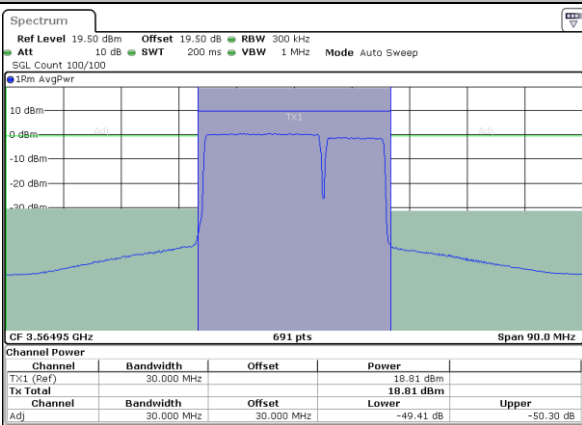 Spectrum
Ref Level 19.50 dBm Offset 19.50 dB RBW 300 kHz
Att 10 dB SWT 200 ms VBW 1 MHz Mode Auto Sweep
SGL Count 100/100
1Rm AvgPwr
10 dBm
TX1
0 dBm
Adj Adj
-10 dBm
-20 dBm
-30 dBm
CF 3.56495 GHz 691 pts Span 90.0 MHz
Channel Power
Channel Bandwidth Offset Power
TX1 (Ref) 30.000 MHz 18.81 dBm
Tx Total 18.81 dBm
Channel Bandwidth Offset Lower Upper
Adj 30.000 MHz 30.000 MHz -49.41 dB -50.30 dB